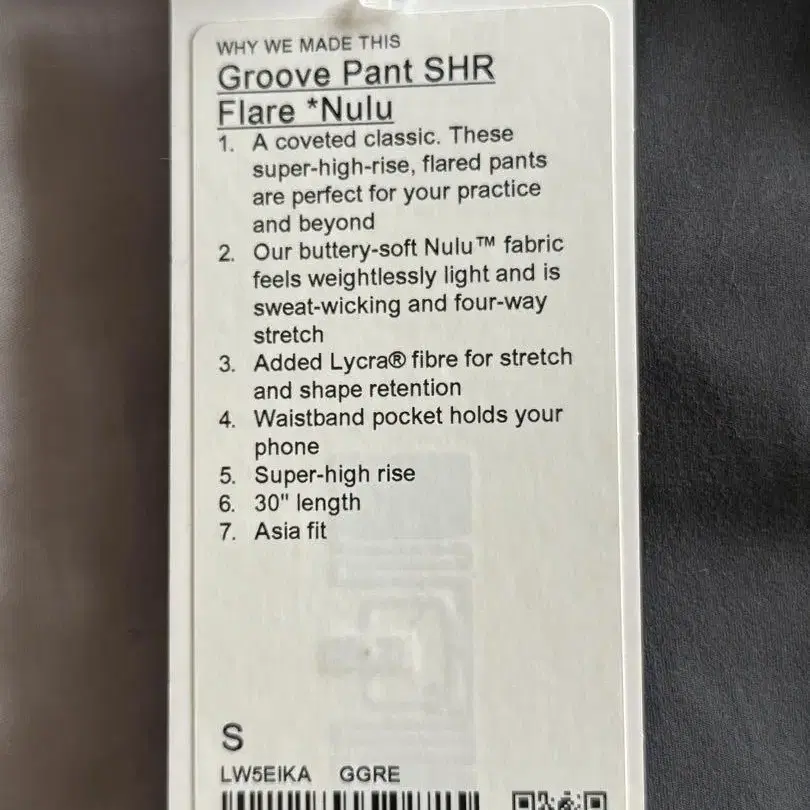 WHY WE MADE THIS
Groove Pant SHR
Flare *Nulu
1. A coveted classic. These
super-high-rise, flared pants
are perfect for your practice
and beyond
2. Our buttery-soft Nulu™ fabric
feels weightlessly light and is
sweat-wicking and four-way
stretch
3. Added Lycra® fibre for stretch
and shape retention
4. Waistband pocket holds your
phone
5. Super-high rise
6. 30" length
7. Asia fit
S
LW5EIKA GGRE